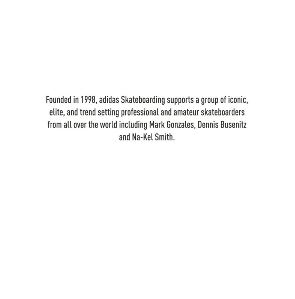 Founded in 1998, adidas Skateboarding supports a group of iconic,
elite, and trend setting professional and amateur skateboarders
from all over the world including Mark Gonzales, Dennis Busenitz
and Na-Kel Smith.